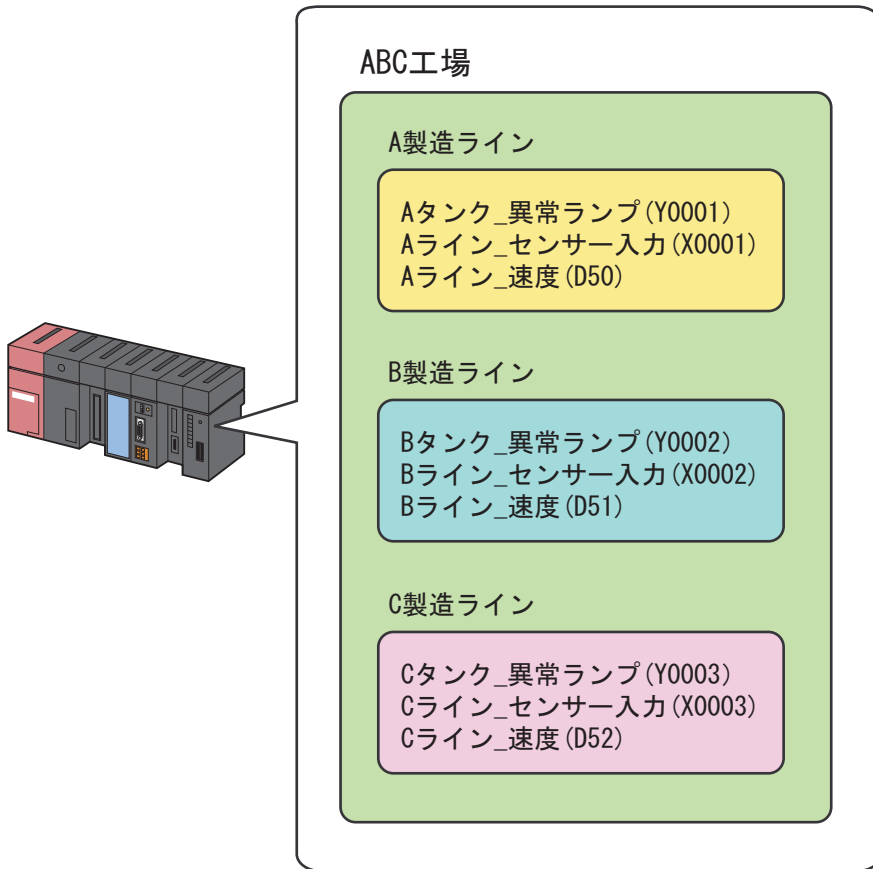 ABC工場
A製造ライン
Aタンク_異常ランプ(Y0001)
Aライン_センサー入力(X0001)
Aライン_速度(D50)
B製造ライン
Bタンク_異常ランプ(Y0002)
Bライン_センサー入力(X0002)
Bライン_速度(D51)
C製造ライン
Cタンク_異常ランプ(Y0003)
Cライン_センサー入力(X0003)
Cライン_速度(D52)